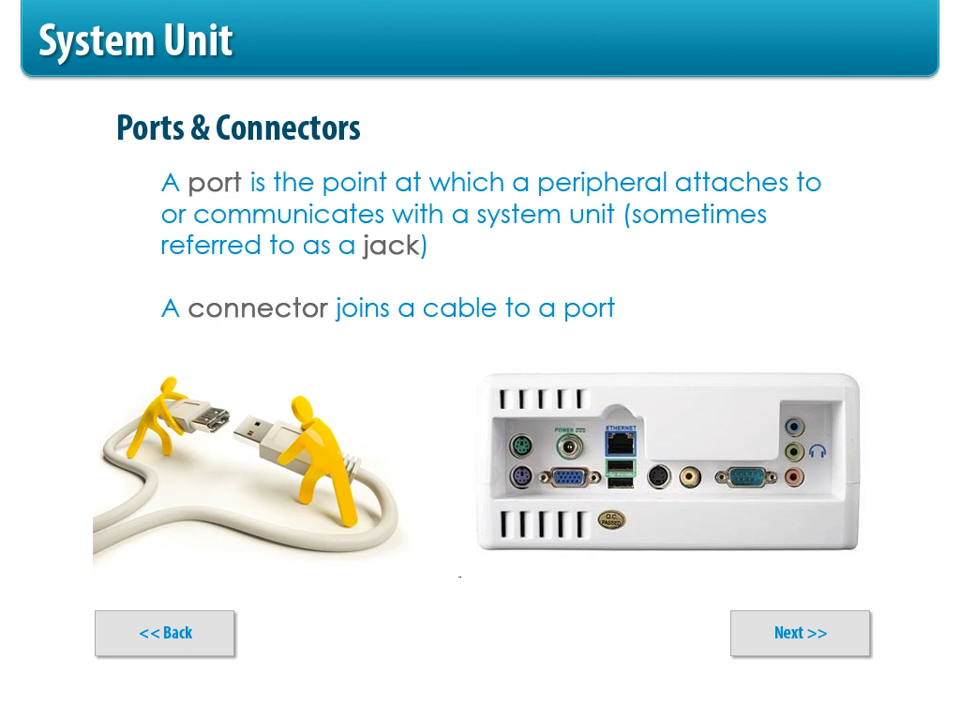 System Unit
Ports & Connectors
A port is the point at which a peripheral attaches to
or communicates with a system unit (sometimes
referred to as a jack)
A connector joins a cable to a port
POWER
ETHERNET
Q.C.
PASSED
<< Back
Next >>